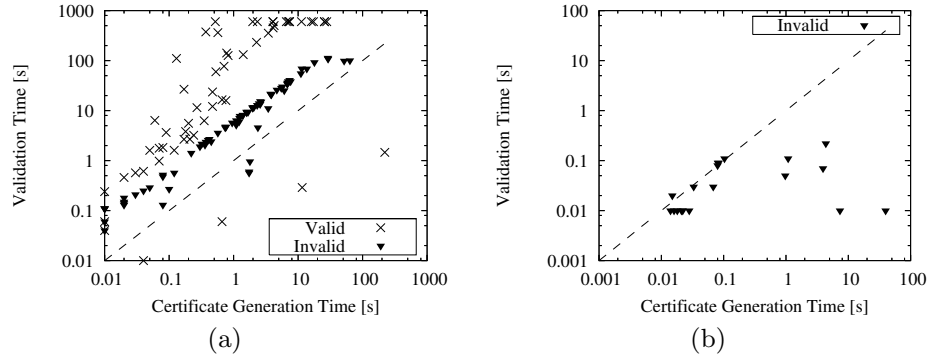 1000
100
10
1
0.1
0.01
Validation Time [s]
0.01 0.1 1 10 100 1000
Certificate Generation Time [s]
Valid
Invalid
(a)
100
10
1
0.1
0.01
0.001
Validation Time [s]
0.001 0.01 0.1 1 10 100
Certificate Generation Time [s]
Invalid
(b)